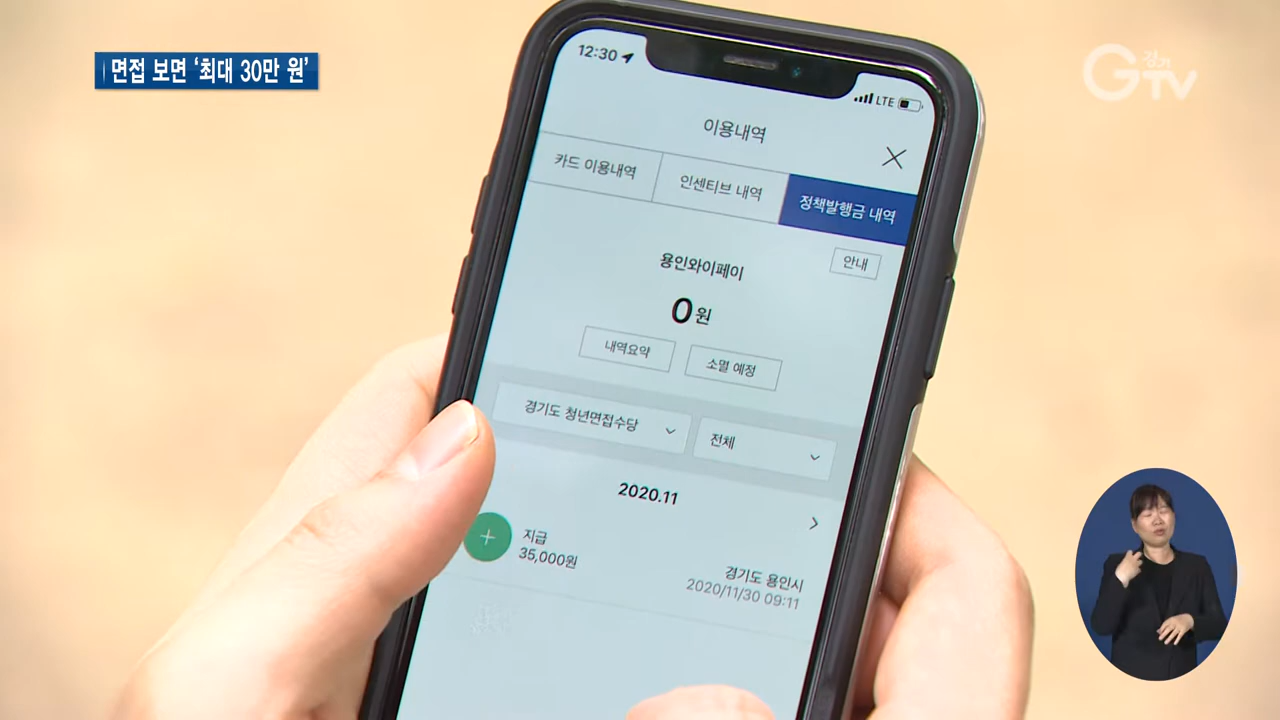 면접 보면 '최대 30만 원'
경기
GTV
12:30
LTE
이용내역
카드 이용내역
인센티브 내역
정책발행금 내역
안내
용인와이페이
0원
내역요약
소멸 예정
경기도 청년면접수당
전체
2020.11
지급
35,000원
경기도 용인시
2020/11/30 09:11